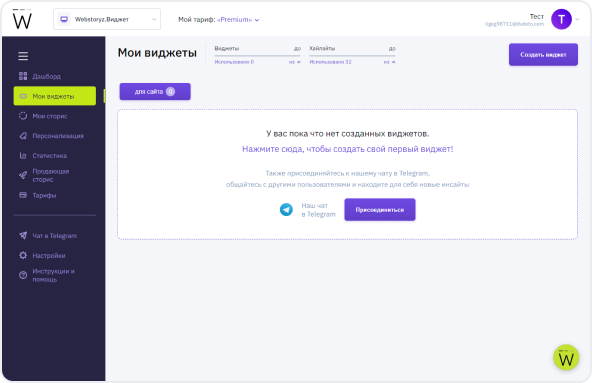 W
Webstoryz.Виджет
Мой тариф: «Premium»
Тест
T
Дашборд
Мои виджеты
Мои сторис
Персонализация
Статистика
Продающая
сторис
Тарифы
Чат в Telegram
Настройки
Инструкции и
помощь
Мои виджеты
Виджеты до
Использовано 0 из ∞
Хайлайты до
Использовано 32 из ∞
Создать виджет
для сайта 0
У вас пока что нет созданных виджетов.
Нажмите сюда, чтобы создать свой первый виджет!
Также присоединяйтесь к нашему чату в Telegram,
общайтесь с другими пользователями и находите для себя новые инсайты
Наш чат
в Telegram
Присоединиться
W